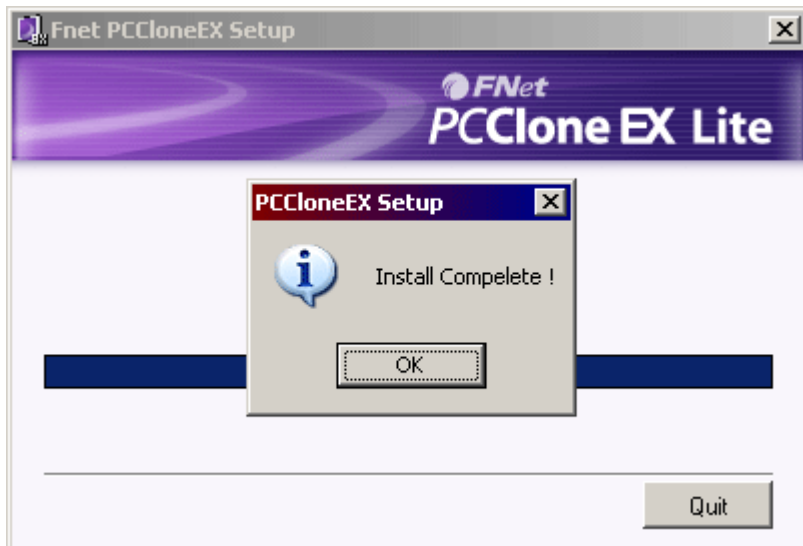 Fnet PCCloneEX Setup
FNet
PCClone EX Lite
PCCloneEX Setup
Install Compelete !
OK
Quit